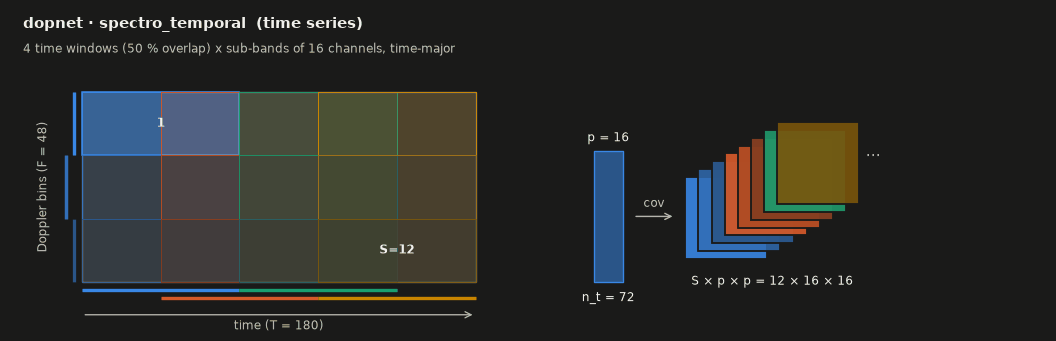 dopnet · spectro_temporal (time series)
4 time windows (50 % overlap) x sub-bands of 16 channels, time-major
Doppler bins (F = 48)
1
S=12
time (T = 180)
p = 16
n_t = 72
cov
...
S × p × p = 12 × 16 × 16